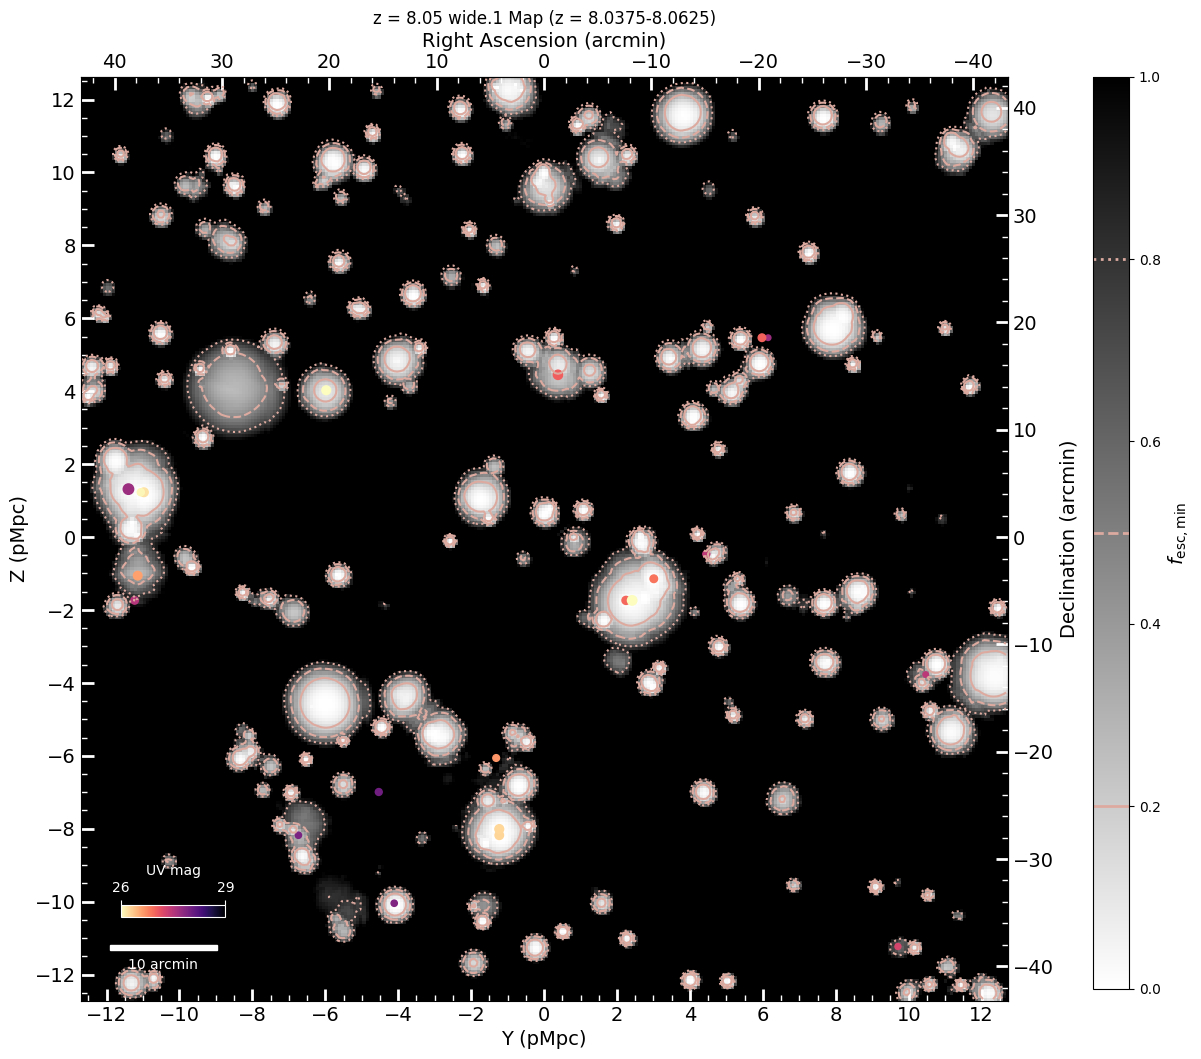 z = 8.05 wide.1 Map (z = 8.0375-8.0625)
Right Ascension (arcmin)
40 30 20 10 0 −10 −20 −30 −40
12
10
8
6
4
2
0
−2
−4
−6
−8
−10
−12
Z (pMpc)
−12 −10 −8 −6 −4 −2 0 2 4 6 8 10 12
Y (pMpc)
UV mag
26 29
10 arcmin
40
30
20
10
0
−10
−20
−30
−40
Declination (arcmin)
1.0
0.8
0.6
0.4
0.2
0.0
fesc,min